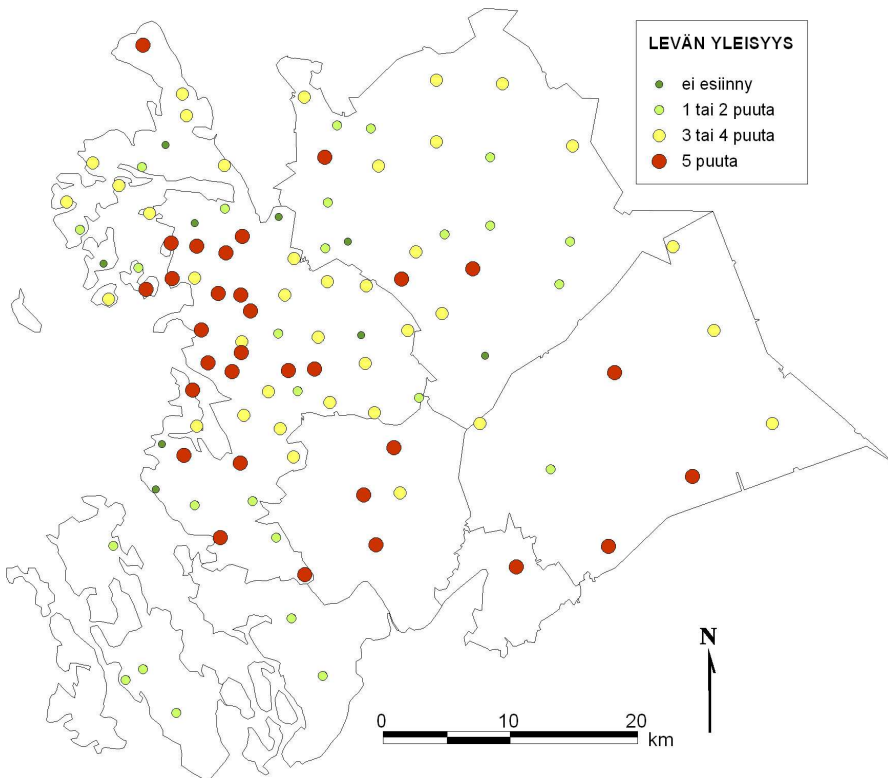 LEVÄN YLEISYYS
ei esiinny
1 tai 2 puuta
3 tai 4 puuta
5 puuta
N
0 10 20
km